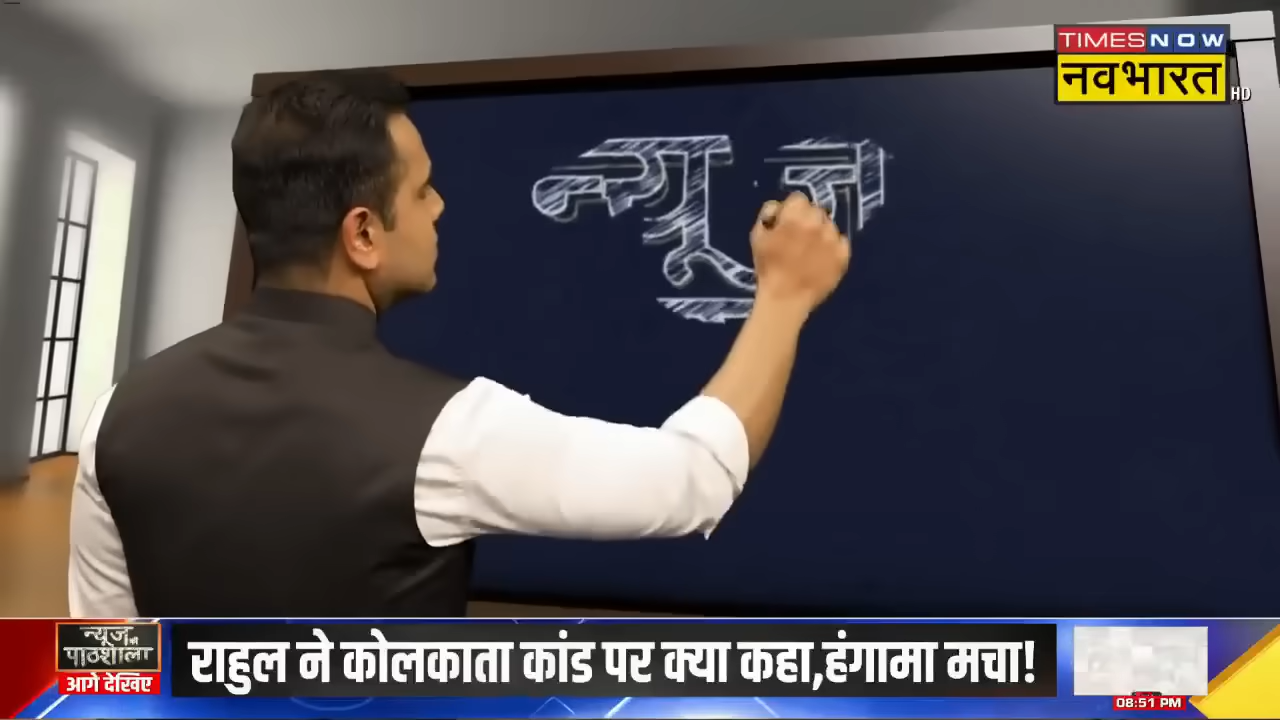 TIMES NOW
नवभारत
HD
न्यूज
न्यूज़ की
पाठशाला
आगे देखिए
राहुल ने कोलकाता कांड पर क्या कहा,हंगामा मचा!
08:51 PM